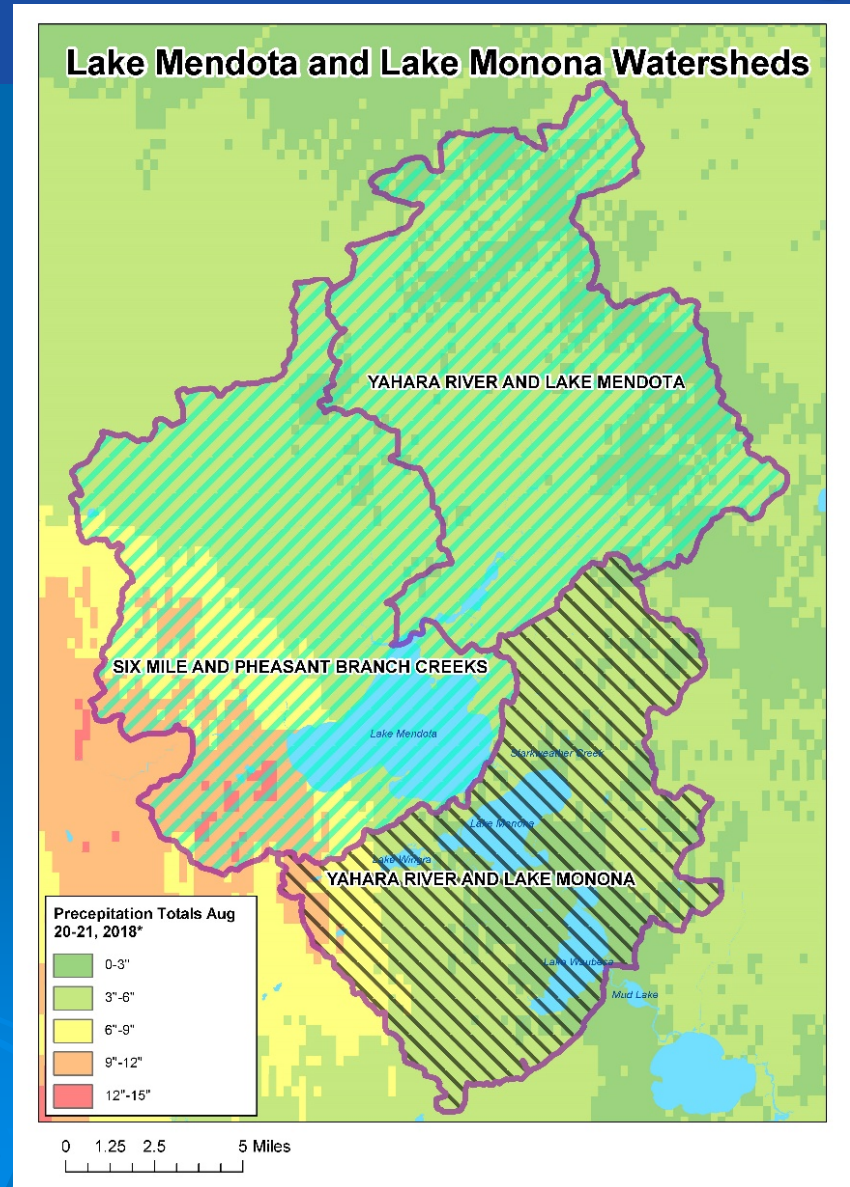 Lake Mendota and Lake Monona Watersheds
YAHARA RIVER AND LAKE MENDOTA
SIX MILE AND PHEASANT BRANCH CREEKS
Lake Mendota
Starkweather Creek
Lake Monona
Lake Wingra
YAHARA RIVER AND LAKE MONONA
Lake Waubesa
Mud Lake
Precepitation Totals Aug
20-21, 2018*
0-3"
3"-6"
6"-9"
9"-12"
12"-15"
0 1.25 2.5 5 Miles